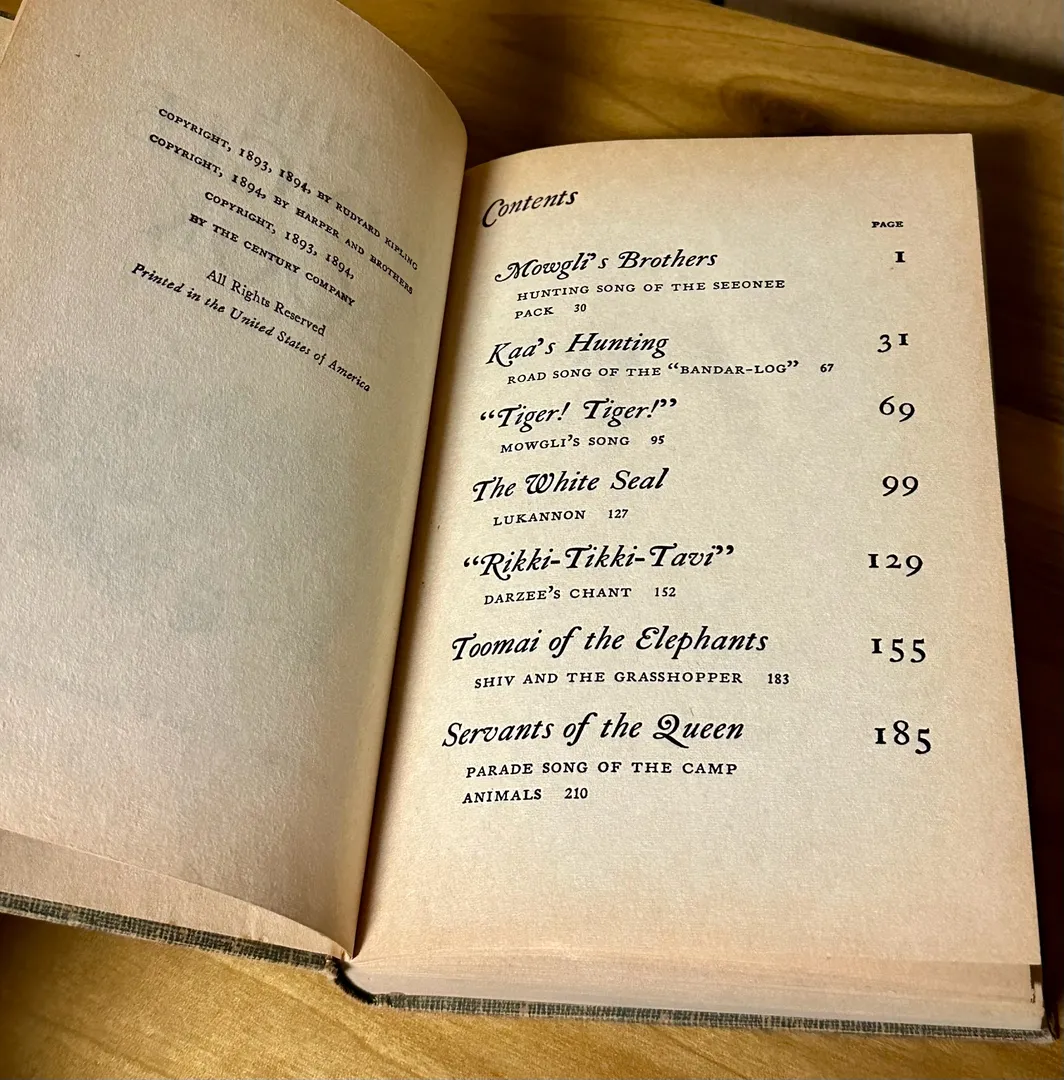 COPYRIGHT, 1893, 1894, BY RUDYARD KIPLING
COPYRIGHT, 1894, BY HARPER AND BROTHERS
COPYRIGHT, 1893, 1894,
BY THE CENTURY COMPANY
All Rights Reserved
Printed in the United States of America
Contents
PAGE
Mowgli's Brothers 1
HUNTING SONG OF THE SEEONEE
PACK 30
Kaa's Hunting 31
ROAD SONG OF THE “BANDAR-LOG” 67
“Tiger! Tiger!” 69
MOWGLI'S SONG 95
The White Seal 99
LUKANNON 127
“Rikki-Tikki-Tavi” 129
DARZEE'S CHANT 152
Toomai of the Elephants 155
SHIV AND THE GRASSHOPPER 183
Servants of the Queen 185
PARADE SONG OF THE CAMP
ANIMALS 210